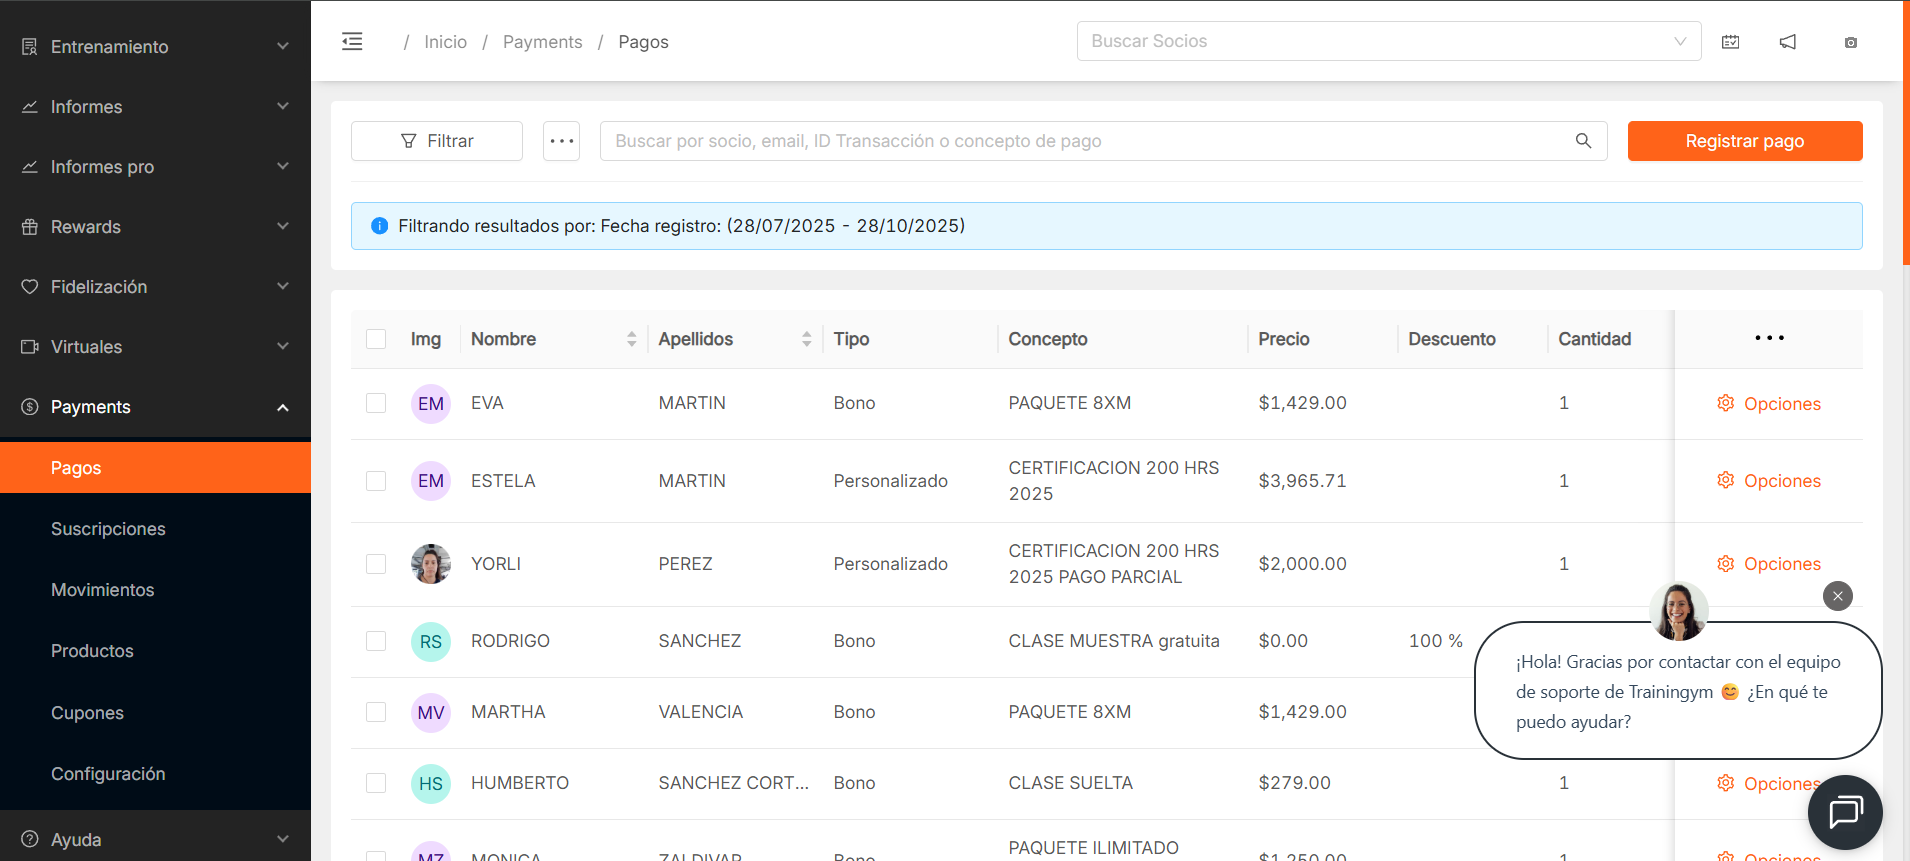 Entrenamiento
Informes
Informes pro
Rewards
Fidelización
Virtuales
Payments
Pagos
Suscripciones
Movimientos
Productos
Cupones
Configuración
Ayuda
/ Inicio / Payments / Pagos
Buscar Socios
Filtrar
Buscar por socio, email, ID Transacción o concepto de pago
Registrar pago
Filtrando resultados por: Fecha registro: (28/07/2025 - 28/10/2025)
Img Nombre Apellidos Tipo Concepto Precio Descuento Cantidad
EM EVA MARTIN Bono PAQUETE 8XM $1,429.00 1 Opciones
EM ESTELA MARTIN Personalizado CERTIFICACION 200 HRS $3,965.71 1 Opciones
2025
YORLI PEREZ Personalizado CERTIFICACION 200 HRS $2,000.00 1 Opciones
2025 PAGO PARCIAL
RS RODRIGO SANCHEZ Bono CLASE MUESTRA gratuita $0.00 100 %
MV MARTHA VALENCIA Bono PAQUETE 8XM $1,429.00
HS HUMBERTO SANCHEZ CORT... Bono CLASE SUELTA $279.00 1 Opciones
MZ MONICA ZALDIVAR Bono PAQUETE ILIMITADO $1,250.00 1 Opciones
¡Hola! Gracias por contactar con el equipo
de soporte de Trainingym 😊 ¿En qué te
puedo ayudar?